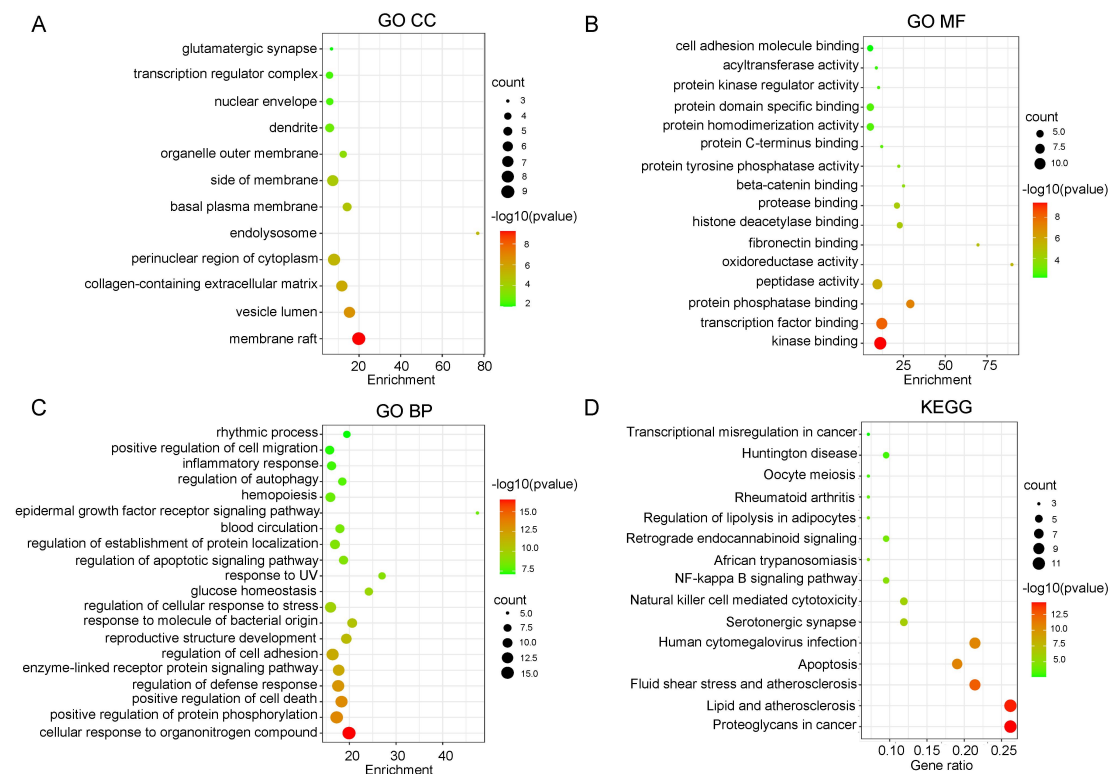 A
GO CC
glutamatergic synapse
transcription regulator complex
nuclear envelope
dendrite
organelle outer membrane
side of membrane
basal plasma membrane
endolysosome
perinuclear region of cytoplasm
collagen-containing extracellular matrix
vesicle lumen
membrane raft
20 40 60 80
Enrichment
count
3
4
5
6
7
8
9
-log10(pvalue)
8
6
4
2
B
GO MF
cell adhesion molecule binding
acyltransferase activity
protein kinase regulator activity
protein domain specific binding
protein homodimerization activity
protein C-terminus binding
protein tyrosine phosphatase activity
beta-catenin binding
protease binding
histone deacetylase binding
fibronectin binding
oxidoreductase activity
peptidase activity
protein phosphatase binding
transcription factor binding
kinase binding
25 50 75
Enrichment
count
5.0
7.5
10.0
-log10(pvalue)
8
6
4
C
GO BP
rhythmic process
positive regulation of cell migration
inflammatory response
regulation of autophagy
hemopoiesis
epidermal growth factor receptor signaling pathway
blood circulation
regulation of establishment of protein localization
regulation of apoptotic signaling pathway
response to UV
glucose homeostasis
regulation of cellular response to stress
response to molecule of bacterial origin
reproductive structure development
regulation of cell adhesion
enzyme-linked receptor protein signaling pathway
regulation of defense response
positive regulation of cell death
positive regulation of protein phosphorylation
cellular response to organonitrogen compound
20 30 40
Enrichment
-log10(pvalue)
15.0
12.5
10.0
7.5
count
5.0
7.5
10.0
12.5
15.0
D
KEGG
Transcriptional misregulation in cancer
Huntington disease
Oocyte meiosis
Rheumatoid arthritis
Regulation of lipolysis in adipocytes
Retrograde endocannabinoid signaling
African trypanosomiasis
NF-kappa B signaling pathway
Natural killer cell mediated cytotoxicity
Serotonergic synapse
Human cytomegalovirus infection
Apoptosis
Fluid shear stress and atherosclerosis
Lipid and atherosclerosis
Proteoglycans in cancer
0.10 0.15 0.20 0.25
Gene ratio
count
3
5
7
9
11
-log10(pvalue)
12.5
10.0
7.5
5.0